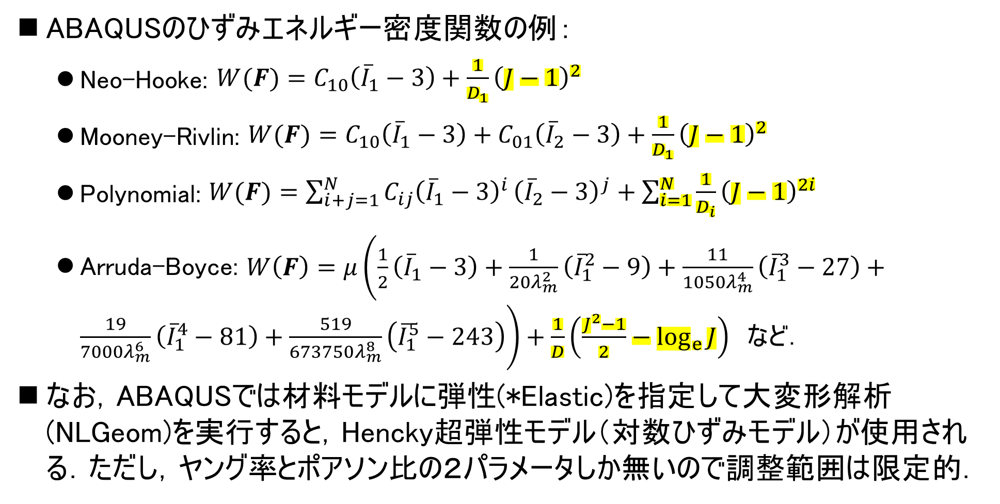 ■ ABAQUSのひずみエネルギー密度関数の例：
● Neo-Hooke: $W(\boldsymbol{F}) = C_{10}(\bar{I}_1 - 3) + \frac{1}{D_1}(J - 1)^2$
● Mooney-Rivlin: $W(\boldsymbol{F}) = C_{10}(\bar{I}_1 - 3) + C_{01}(\bar{I}_2 - 3) + \frac{1}{D_1}(J - 1)^2$
● Polynomial: $W(\boldsymbol{F}) = \sum_{i+j=1}^{N} C_{ij}(\bar{I}_1 - 3)^i (\bar{I}_2 - 3)^j + \sum_{i=1}^{N} \frac{1}{D_i}(J - 1)^{2i}$
● Arruda-Boyce: $W(\boldsymbol{F}) = \mu \left( \frac{1}{2}(\bar{I}_1 - 3) + \frac{1}{20\lambda_m^2}(\bar{I}_1^2 - 9) + \frac{11}{1050\lambda_m^4}(\bar{I}_1^3 - 27) + \right.$
$\left. \frac{19}{7000\lambda_m^6}(\bar{I}_1^4 - 81) + \frac{519}{673750\lambda_m^8}(\bar{I}_1^5 - 243) \right) + \frac{1}{D} \left( \frac{J^2 - 1}{2} - \log_e J \right)$ など．
■ なお，ABAQUSでは材料モデルに弾性(*Elastic)を指定して大変形解析
(NLGeom)を実行すると，Hencky超弾性モデル（対数ひずみモデル）が使用され
る．ただし，ヤング率とポアソン比の２パラメータしか無いので調整範囲は限定的．